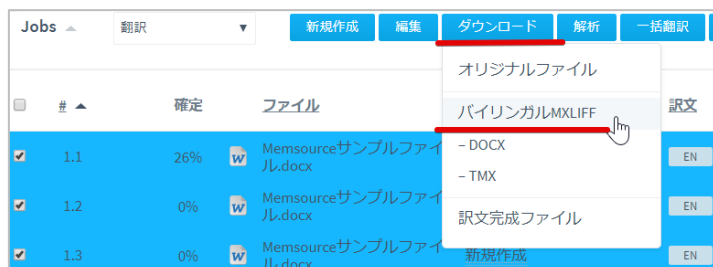 Jobs 翻訳 新規作成 編集 ダウンロード 解析 一括翻訳
オリジナルファイル
# 確定 ファイル 訳文
バイリンガルMXLIFF
– DOCX
– TMX
訳文完成ファイル
1.1 26% W Memsourceサンプルファイ EN
ル.docx
1.2 0% W Memsourceサンプルファイ EN
ル.docx
1.3 0% W Memsourceサンプルファイ 新規作成 EN
ル.docx